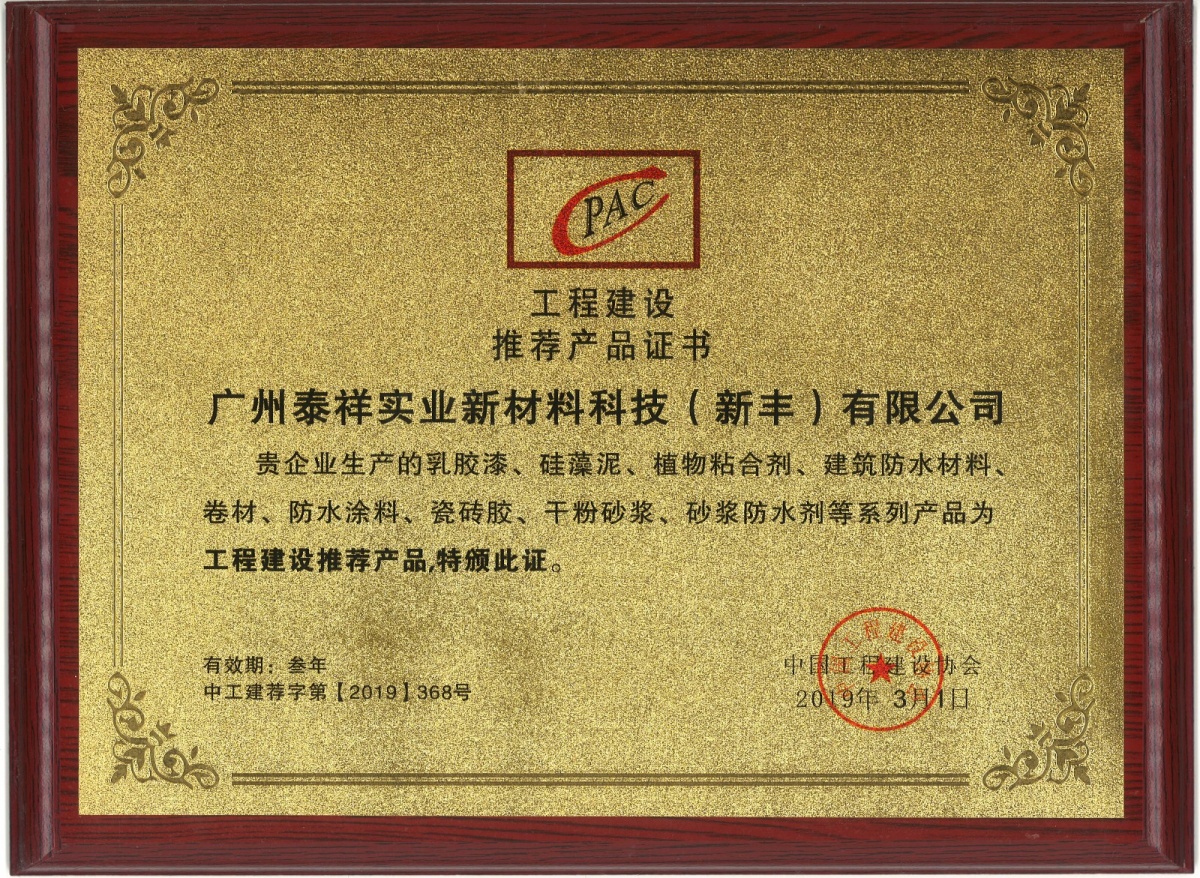 CPAC
工程建设
推荐产品证书
广州泰祥实业新材料科技（新丰）有限公司
贵企业生产的乳胶漆、硅藻泥、植物粘合剂、建筑防水材料、
卷材、防水涂料、瓷砖胶、干粉砂浆、砂浆防水剂等系列产品为
工程建设推荐产品,特颁此证。
有效期：叁年
中工建荐字第【2019】368号
中国工程建设协会
2019年 3月1日